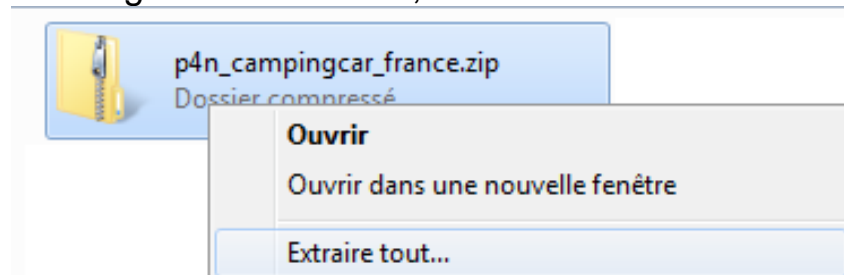 p4n_campingcar_france.zip
Dossier compressé
Ouvrir
Ouvrir dans une nouvelle fenêtre
Extraire tout...